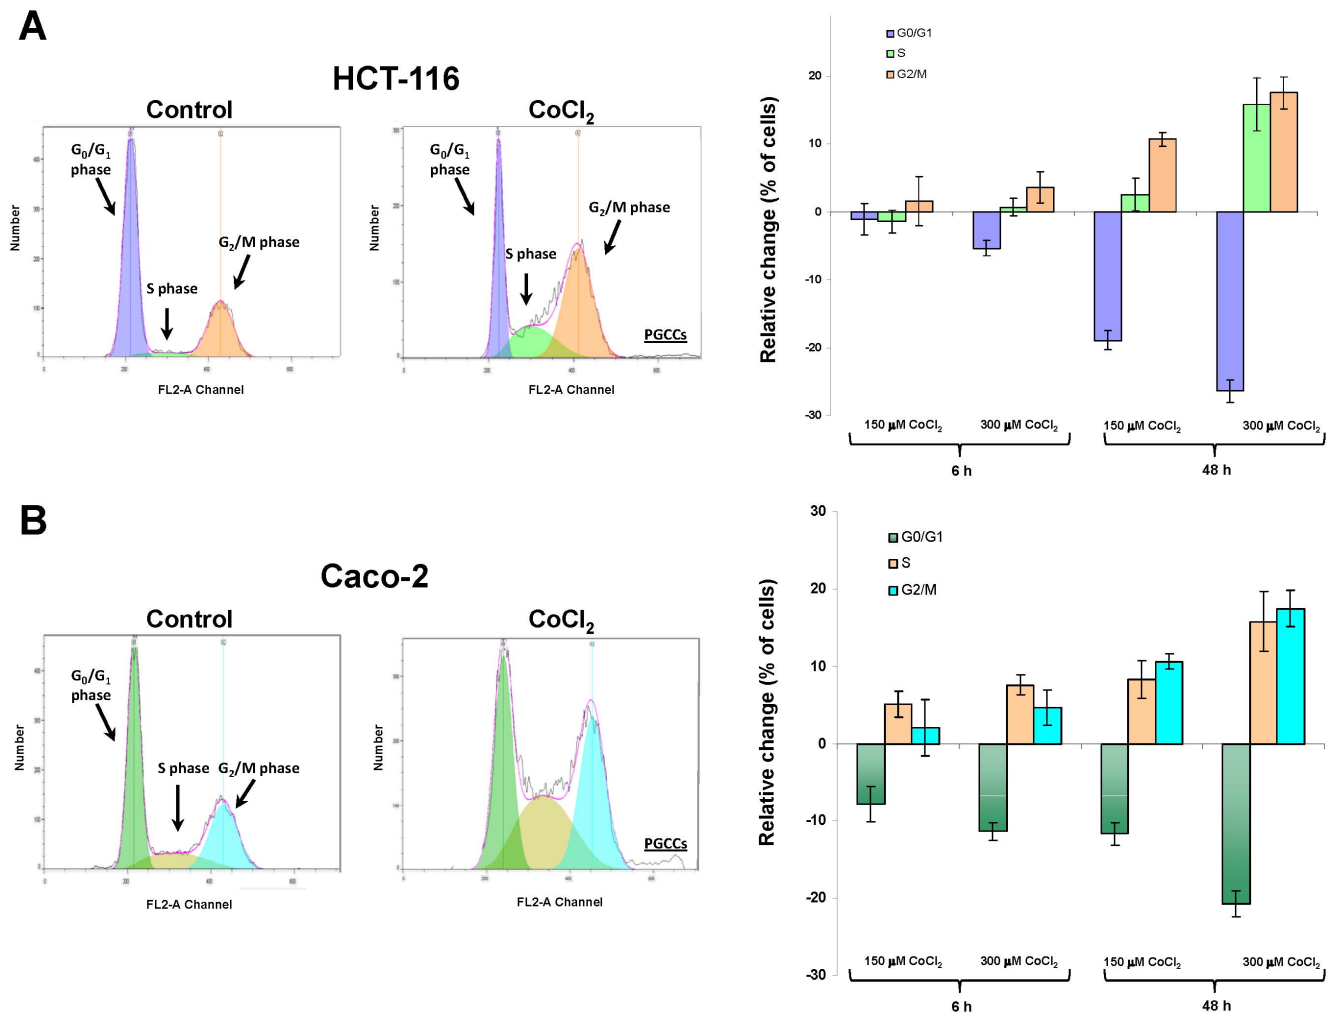 A
HCT-116
Control
G0/G1
phase
S phase
G2/M phase
Number
FL2-A Channel
CoCl2
G0/G1
phase
S phase
G2/M phase
PGCCs
Number
FL2-A Channel
G0/G1
S
G2/M
Relative change (% of cells)
20
10
0
-10
-20
-30
150 µM CoCl2
300 µM CoCl2
150 µM CoCl2
300 µM CoCl2
6 h
48 h
B
Caco-2
Control
G0/G1
phase
S phase
G2/M phase
Number
FL2-A Channel
CoCl2
PGCCs
Number
FL2-A Channel
G0/G1
S
G2/M
Relative change (% of cells)
30
20
10
0
-10
-20
-30
150 µM CoCl2
300 µM CoCl2
150 µM CoCl2
300 µM CoCl2
6 h
48 h